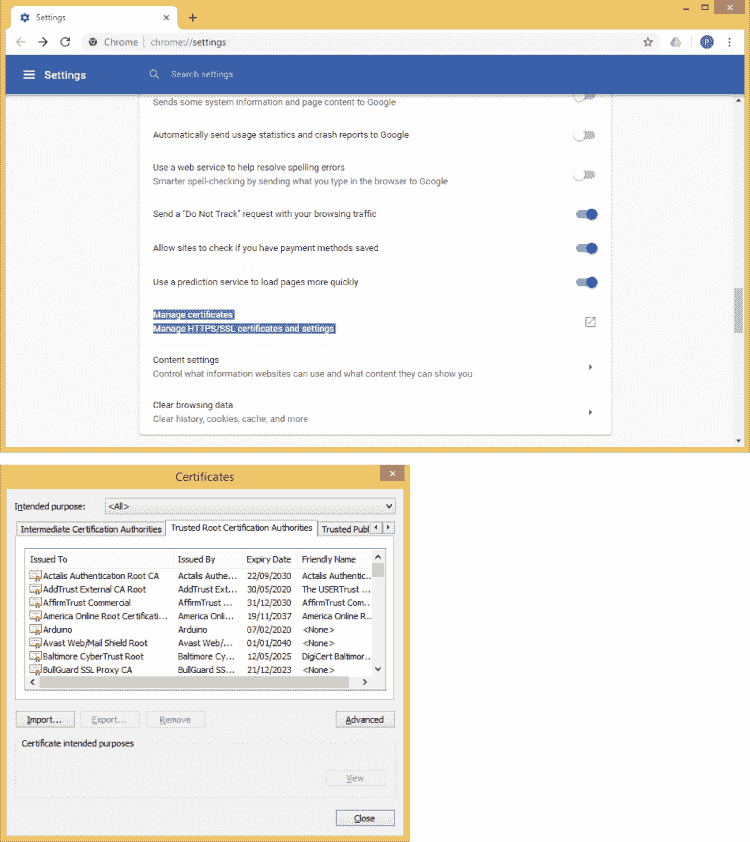 Settings
Chrome | chrome://settings
Settings
Search settings
Sends some system information and page content to Google
Automatically send usage statistics and crash reports to Google
Use a web service to help resolve spelling errors
Smarter spell-checking by sending what you type in the browser to Google
Send a "Do Not Track" request with your browsing traffic
Allow sites to check if you have payment methods saved
Use a prediction service to load pages more quickly
Manage certificates
Manage HTTPS/SSL certificates and settings
Content settings
Control what information websites can use and what content they can show you
Clear browsing data
Clear history, cookies, cache, and more
Certificates
Intended purpose: <All>
Intermediate Certification Authorities Trusted Root Certification Authorities Trusted Publ
Issued To Issued By Expiry Date Friendly Name
Actalis Authentication Root CA Actalis Authe... 22/09/2030 Actalis Authentic...
AddTrust External CA Root AddTrust Ext... 30/05/2020 The USERTrust ...
AffirmTrust Commercial AffirmTrust ... 31/12/2030 AffirmTrust Com...
America Online Root Certificati... America Onli... 19/11/2037 America Online R...
Arduino Arduino 07/02/2020 <None>
Avast Web/Mail Shield Root Avast Web/... 01/01/2040 <None>
Baltimore CyberTrust Root Baltimore Cy... 12/05/2025 DigiCert Baltimor...
BullGuard SSL Proxy CA BullGuard SS... 21/12/2023 <None>
Import... Export... Remove Advanced
Certificate intended purposes
View
Close